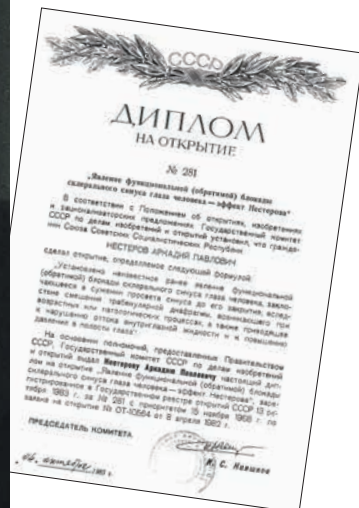 СССР
ДИПЛОМ
НА ОТКРЫТИЕ
№ 281
„Явление функциональной (обратимой) блокады
склерального синуса глаза человека — эффект Нестерова"
В соответствии с Положением об открытиях, изобретениях
и рационализаторских предложениях Государственный комитет
СССР по делам изобретений и открытий установил, что гражда-
нин Союза Советских Социалистических Республик
НЕСТЕРОВ АРКАДИЙ ПАВЛОВИЧ
сделал открытие, определяемое следующей формулой:
„Установлено неизвестное ранее явление функциональной
(обратимой) блокады склерального синуса глаза человека, заклю-
чающееся в сужении просвета синуса до его закрытия, вслед-
ствие смещения трабекулярной диафрагмы, возникающее при
возрастных или патологических процессах, а также приводящее
к нарушению оттока внутриглазной жидкости и к повышению
давления в полости глаза".
На основании полномочий, предоставленных Правительством
СССР, Государственный комитет СССР по делам изобретений
и открытий выдал Нестерову Аркадию Павловичу настоящий дип-
лом на открытие „Явление функциональной (обратимой) блокады
склерального синуса глаза человека—эффект Нестерова", заре-
гистрированное в Государственном реестре открытий СССР 13 ок-
тября 1983 г. за № 281 с приоритетом 15 ноября 1968 г. по
заявке на открытие № ОТ-10664 от 8 апреля 1982 г.
ПРЕДСЕДАТЕЛЬ КОМИТЕТА
И. С. Наяшков
октября 1983 г.